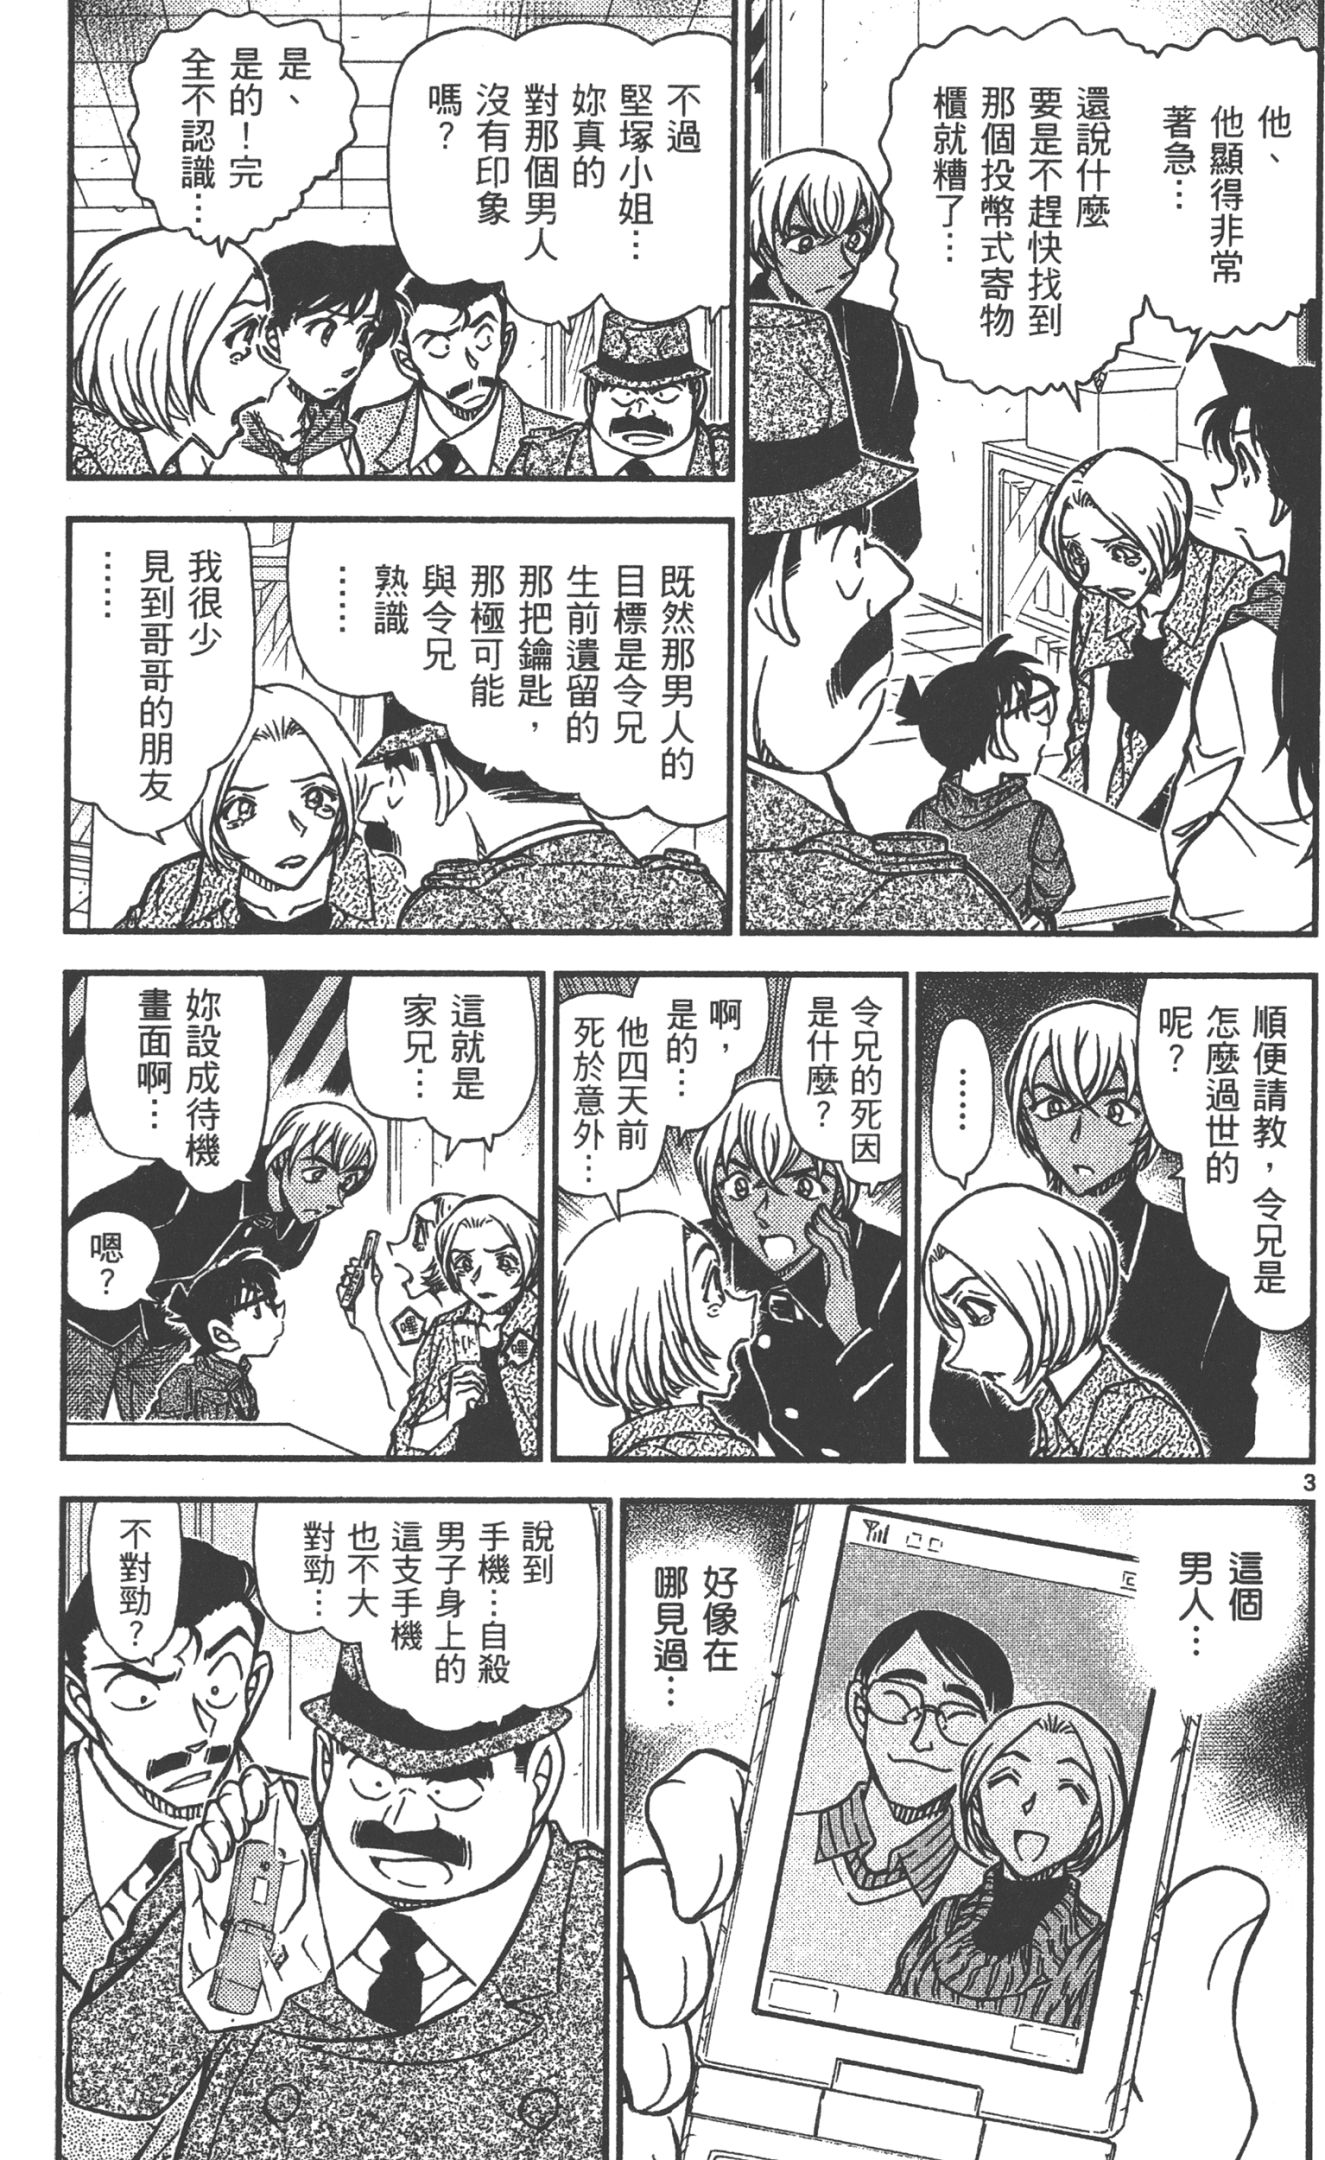 他、
他顯得非常
著急…
還說什麼
要是不趕快找到
那個投幣式寄物
櫃就糟了…
不過
堅塚小姐…
妳真的
對那個男人
沒有印象
嗎？
是、
是的！完
全不認識…
既然那男人的
目標是令兄
生前遺留的
那把鑰匙，
那極可能
與令兄
熟識
……
我很少
見到哥哥的朋友
……
順便請教，令兄是
怎麼過世的
呢？
……
令兄的死因
是什麼？
啊，
是的…
他四天前
死於意外…
這就是
家兄…
嗶
嗶
妳設成待機
畫面啊…
嗯？
3
這個
男人…
好像在
哪見過…
說到
手機…自殺
男子身上的
這支手機
也不大
對勁…
不對勁？